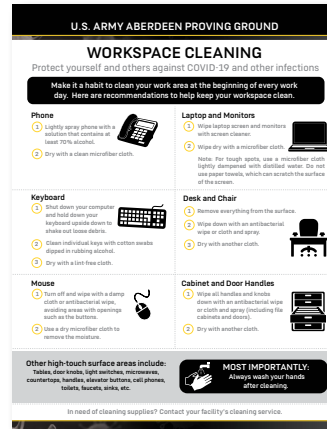 U.S. ARMY ABERDEEN PROVING GROUND
WORKSPACE CLEANING
Protect yourself and others against COVID-19 and other infections
Make it a habit to clean your work area at the beginning of every work
day. Here are recommendations to help keep your workspace clean.
Phone
1 Lightly spray phone with a
solution that contains at
least 70% alcohol.
2 Dry with a clean microfiber cloth.
Laptop and Monitors
1 Wipe laptop screen and monitors
with screen cleaner.
2 Wipe dry with a microfiber cloth.
Note: For tough spots, use a microfiber cloth
lightly dampened with distilled water. Do not
use paper towels, which can scratch the surface
of the screen.
Keyboard
1 Shut down your computer
and hold down your
keyboard upside down to
shake out loose debris.
2 Clean individual keys with cotton swabs
dipped in rubbing alcohol.
3 Dry with a lint-free cloth.
Desk and Chair
1 Remove everything from the surface.
2 Wipe down with an antibacterial
wipe or cloth and spray.
3 Dry with another cloth.
Mouse
1 Turn off and wipe with a damp
cloth or antibacterial wipe,
avoiding areas with openings
such as the buttons.
2 Use a dry microfiber cloth to
remove the moisture.
Cabinet and Door Handles
1 Wipe all handles and knobs
down with an antibacterial wipe
or cloth and spray (including file
cabinets and doors).
2 Dry with another cloth.
Other high-touch surface areas include:
Tables, door knobs, light switches, microwaves,
countertops, handles, elevator buttons, cell phones,
toilets, faucets, sinks, etc.
MOST IMPORTANTLY:
Always wash your hands
after cleaning.
In need of cleaning supplies? Contact your facility's cleaning service.